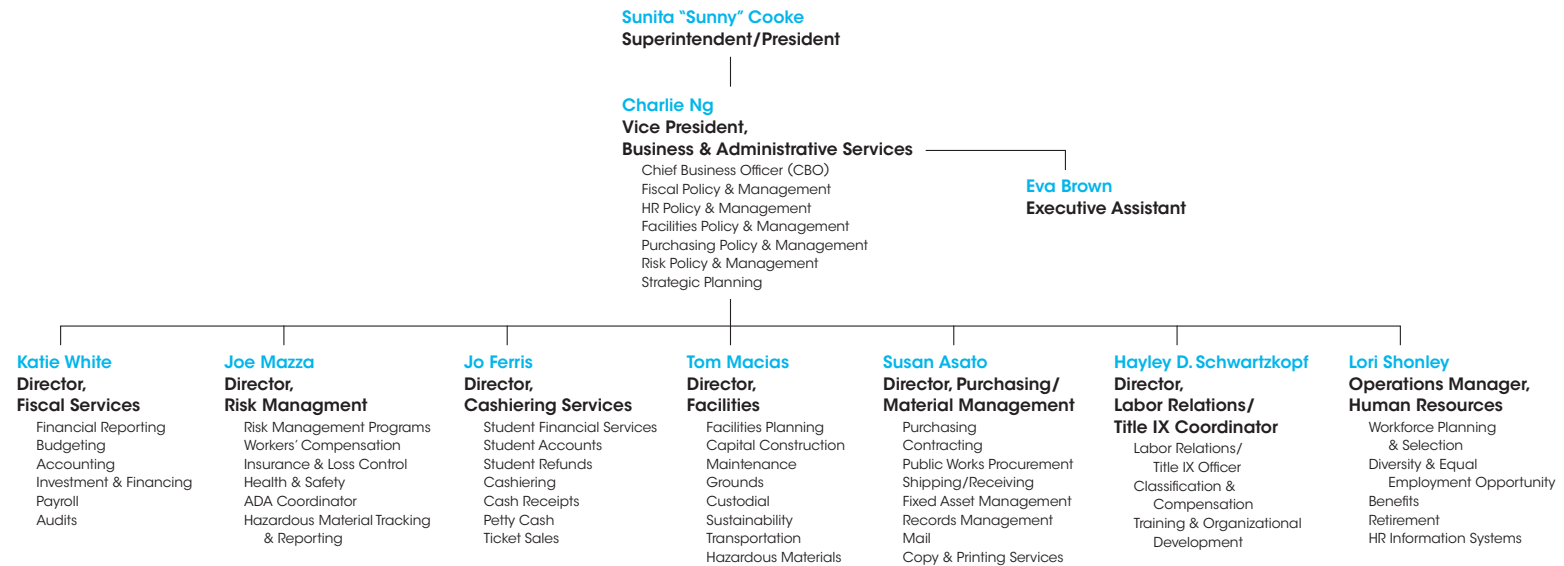 Sunita “Sunny” Cooke
Superintendent/President
Charlie Ng
Vice President,
Business & Administrative Services
Chief Business Officer (CBO)
Fiscal Policy & Management
HR Policy & Management
Facilities Policy & Management
Purchasing Policy & Management
Risk Policy & Management
Strategic Planning
Eva Brown
Executive Assistant
Katie White
Director,
Fiscal Services
Financial Reporting
Budgeting
Accounting
Investment & Financing
Payroll
Audits
Joe Mazza
Director,
Risk Managment
Risk Management Programs
Workers’ Compensation
Insurance & Loss Control
Health & Safety
ADA Coordinator
Hazardous Material Tracking
& Reporting
Jo Ferris
Director,
Cashiering Services
Student Financial Services
Student Accounts
Student Refunds
Cashiering
Cash Receipts
Petty Cash
Ticket Sales
Tom Macias
Director,
Facilities
Facilities Planning
Capital Construction
Maintenance
Grounds
Custodial
Sustainability
Transportation
Hazardous Materials
Susan Asato
Director, Purchasing/
Material Management
Purchasing
Contracting
Public Works Procurement
Shipping/Receiving
Fixed Asset Management
Records Management
Mail
Copy & Printing Services
Hayley D. Schwartzkopf
Director,
Labor Relations/
Title IX Coordinator
Labor Relations/
Title IX Officer
Classification &
Compensation
Training & Organizational
Development
Lori Shonley
Operations Manager,
Human Resources
Workforce Planning
& Selection
Diversity & Equal
Employment Opportunity
Benefits
Retirement
HR Information Systems